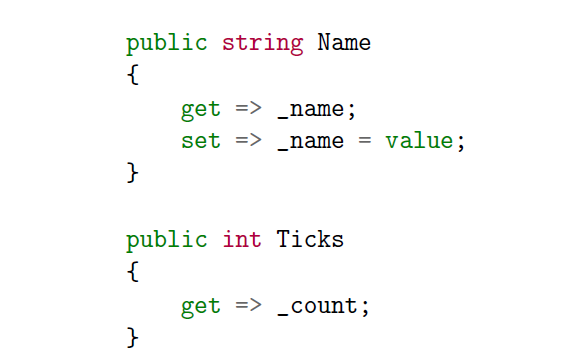 public string Name
{
    get => _name;
    set => _name = value;
}

public int Ticks
{
    get => _count;
}